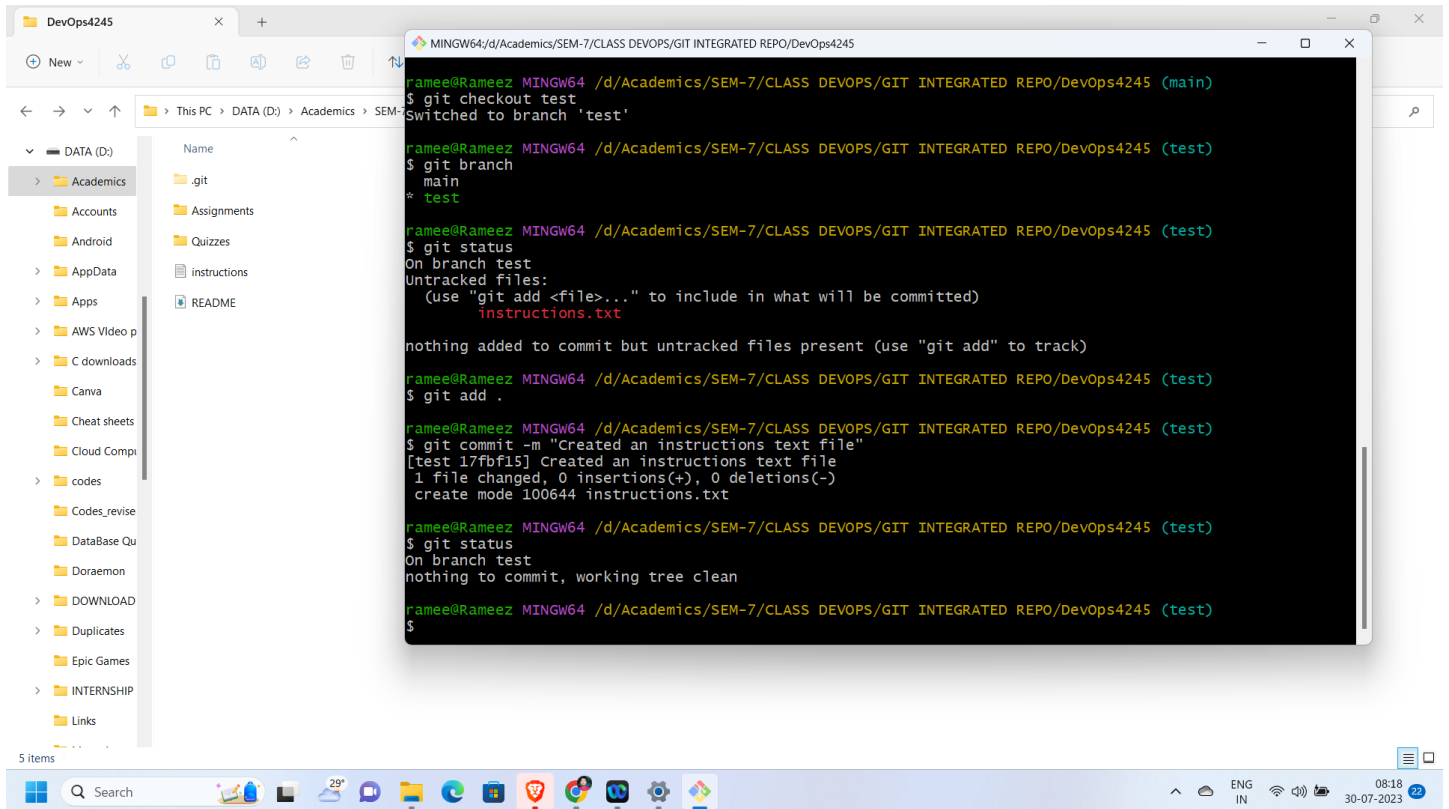 DevOps4245
New
This PC > DATA (D:) > Academics > SEM-7
DATA (D:)
Academics
Accounts
Android
AppData
Apps
AWS VIdeo p
C downloads
Canva
Cheat sheets
Cloud Compu
codes
Codes_revise
DataBase Qu
Doraemon
DOWNLOAD
Duplicates
Epic Games
INTERNSHIP
Links
Name
.git
Assignments
Quizzes
instructions
README
5 items
MINGW64:/d/Academics/SEM-7/CLASS DEVOPS/GIT INTEGRATED REPO/DevOps4245
ramee@Rameez MINGW64 /d/Academics/SEM-7/CLASS DEVOPS/GIT INTEGRATED REPO/DevOps4245 (main)
$ git checkout test
Switched to branch 'test'
ramee@Rameez MINGW64 /d/Academics/SEM-7/CLASS DEVOPS/GIT INTEGRATED REPO/DevOps4245 (test)
$ git branch
main
* test
ramee@Rameez MINGW64 /d/Academics/SEM-7/CLASS DEVOPS/GIT INTEGRATED REPO/DevOps4245 (test)
$ git status
On branch test
Untracked files:
(use "git add <file>..." to include in what will be committed)
instructions.txt
nothing added to commit but untracked files present (use "git add" to track)
ramee@Rameez MINGW64 /d/Academics/SEM-7/CLASS DEVOPS/GIT INTEGRATED REPO/DevOps4245 (test)
$ git add .
ramee@Rameez MINGW64 /d/Academics/SEM-7/CLASS DEVOPS/GIT INTEGRATED REPO/DevOps4245 (test)
$ git commit -m "Created an instructions text file"
[test 17fbf15] Created an instructions text file
1 file changed, 0 insertions(+), 0 deletions(-)
create mode 100644 instructions.txt
ramee@Rameez MINGW64 /d/Academics/SEM-7/CLASS DEVOPS/GIT INTEGRATED REPO/DevOps4245 (test)
$ git status
On branch test
nothing to commit, working tree clean
ramee@Rameez MINGW64 /d/Academics/SEM-7/CLASS DEVOPS/GIT INTEGRATED REPO/DevOps4245 (test)
$
Search
29°
ENG
IN
08:18
30-07-2023
22